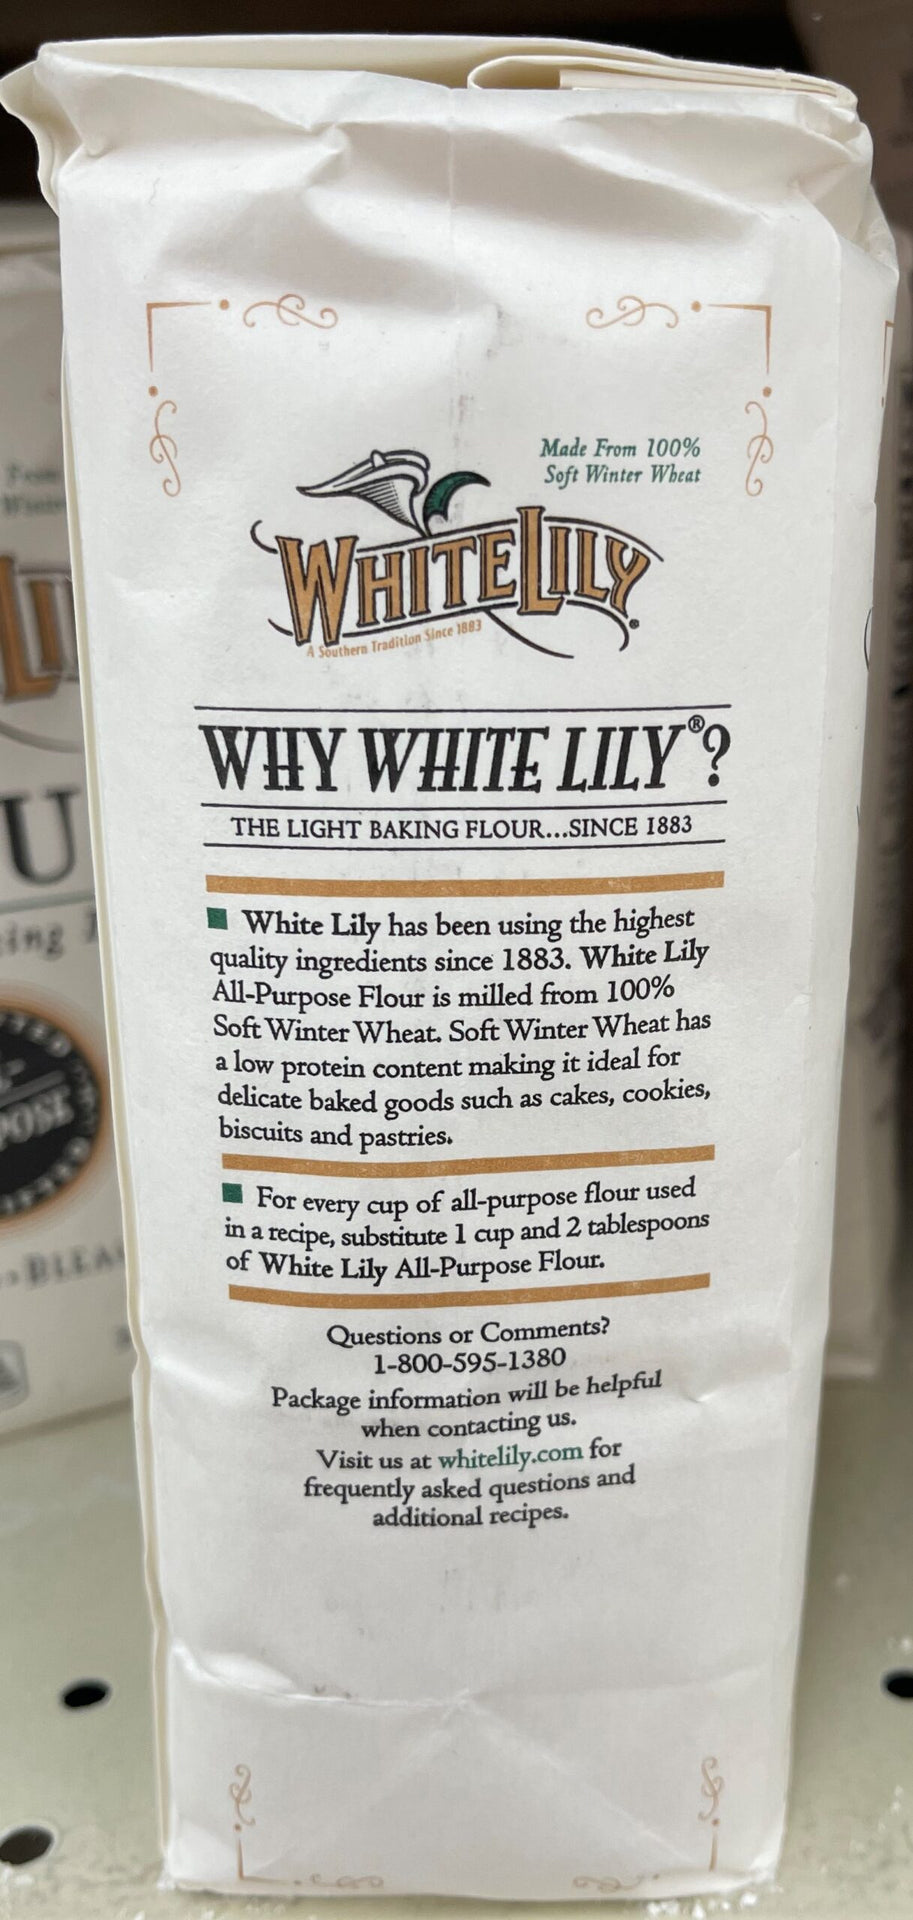 Made From 100%
Soft Winter Wheat
WHITE LILY
A Southern Tradition Since 1883
WHY WHITE LILY®?
THE LIGHT BAKING FLOUR...SINCE 1883
White Lily has been using the highest
quality ingredients since 1883. White Lily
All-Purpose Flour is milled from 100%
Soft Winter Wheat. Soft Winter Wheat has
a low protein content making it ideal for
delicate baked goods such as cakes, cookies,
biscuits and pastries.
For every cup of all-purpose flour used
in a recipe, substitute 1 cup and 2 tablespoons
of White Lily All-Purpose Flour.
Questions or Comments?
1-800-595-1380
Package information will be helpful
when contacting us.
Visit us at whitelily.com for
frequently asked questions and
additional recipes.